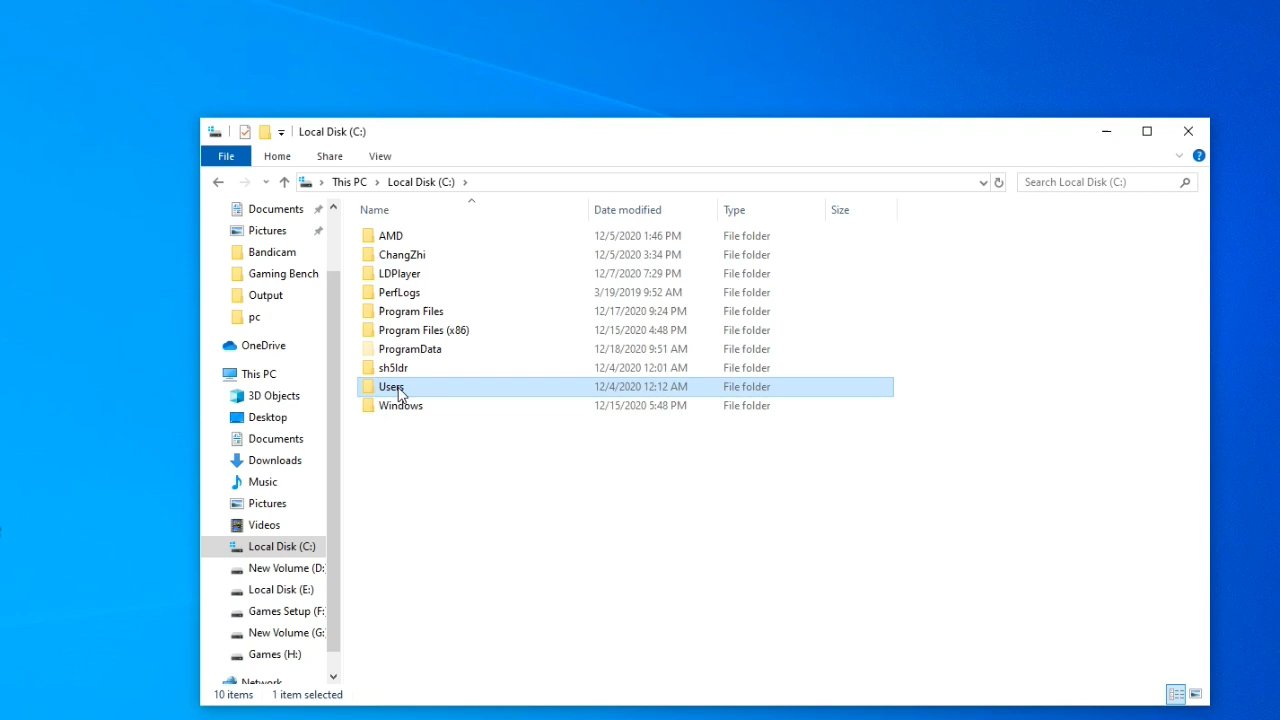 Local Disk (C:)
File Home Share View
This PC Local Disk (C:) Search Local Disk (C:)
Documents
Pictures
Bandicam
Gaming Bench
Output
pc
OneDrive
This PC
3D Objects
Desktop
Documents
Downloads
Music
Pictures
Videos
Local Disk (C:)
New Volume (D:
Local Disk (E:)
Games Setup (F:
New Volume (G:
Games (H:)
Network
Name Date modified Type Size
AMD 12/5/2020 1:46 PM File folder
ChangZhi 12/5/2020 3:34 PM File folder
LDPlayer 12/7/2020 7:29 PM File folder
PerfLogs 3/19/2019 9:52 AM File folder
Program Files 12/17/2020 9:24 PM File folder
Program Files (x86) 12/15/2020 4:48 PM File folder
ProgramData 12/18/2020 9:51 AM File folder
sh5ldr 12/4/2020 12:01 AM File folder
Users 12/4/2020 12:12 AM File folder
Windows 12/15/2020 5:48 PM File folder
10 items 1 item selected